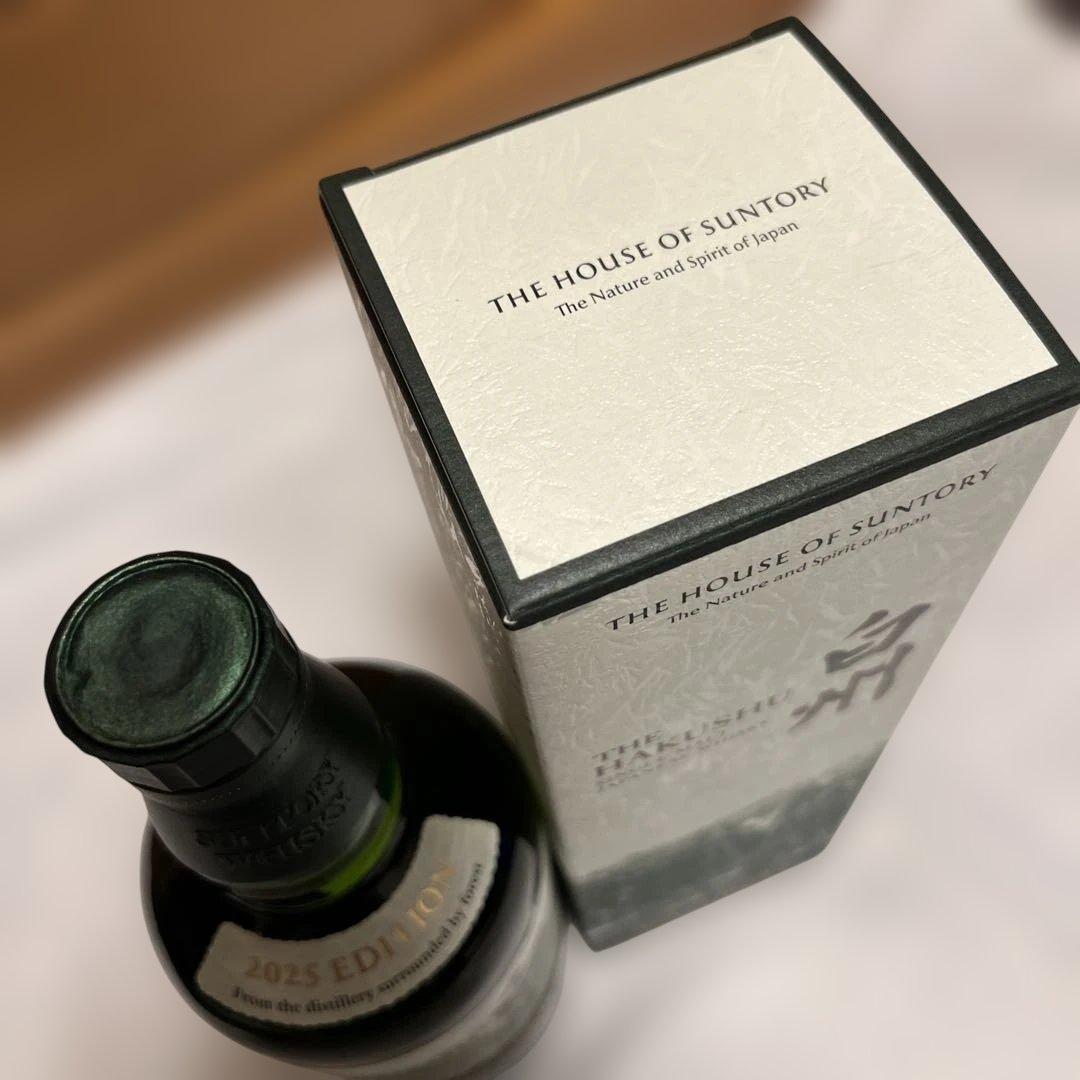 THE HOUSE OF SUNTORY
The Nature and Spirit of Japan
THE HOUSE OF SUNTORY
The Nature and Spirit of Japan
白州
THE
HAKUSHU
SUNTORY
WHISKY
2025 EDITION
From the distillery surrounded by forest